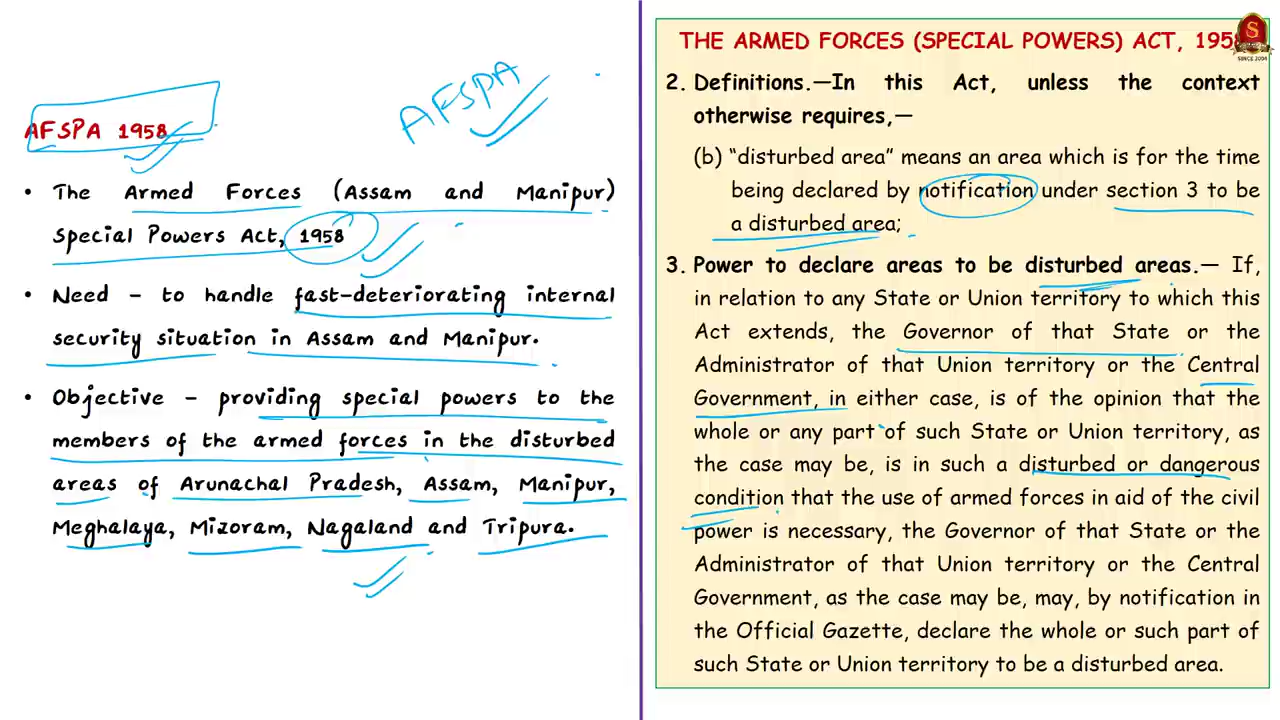 AFSPA 1958
AFSPA
• The Armed Forces (Assam and Manipur)
Special Powers Act, 1958
• Need - to handle fast-deteriorating internal
security situation in Assam and Manipur.
• Objective - providing special powers to the
members of the armed forces in the disturbed
areas of Arunachal Pradesh, Assam, Manipur,
Meghalaya, Mizoram, Nagaland and Tripura.
THE ARMED FORCES (SPECIAL POWERS) ACT, 1958
S
SINCE 2004
2. Definitions.—In this Act, unless the context
otherwise requires,—
(b) “disturbed area” means an area which is for the time
being declared by notification under section 3 to be
a disturbed area;
3. Power to declare areas to be disturbed areas.— If,
in relation to any State or Union territory to which this
Act extends, the Governor of that State or the
Administrator of that Union territory or the Central
Government, in either case, is of the opinion that the
whole or any part of such State or Union territory, as
the case may be, is in such a disturbed or dangerous
condition that the use of armed forces in aid of the civil
power is necessary, the Governor of that State or the
Administrator of that Union territory or the Central
Government, as the case may be, may, by notification in
the Official Gazette, declare the whole or such part of
such State or Union territory to be a disturbed area.